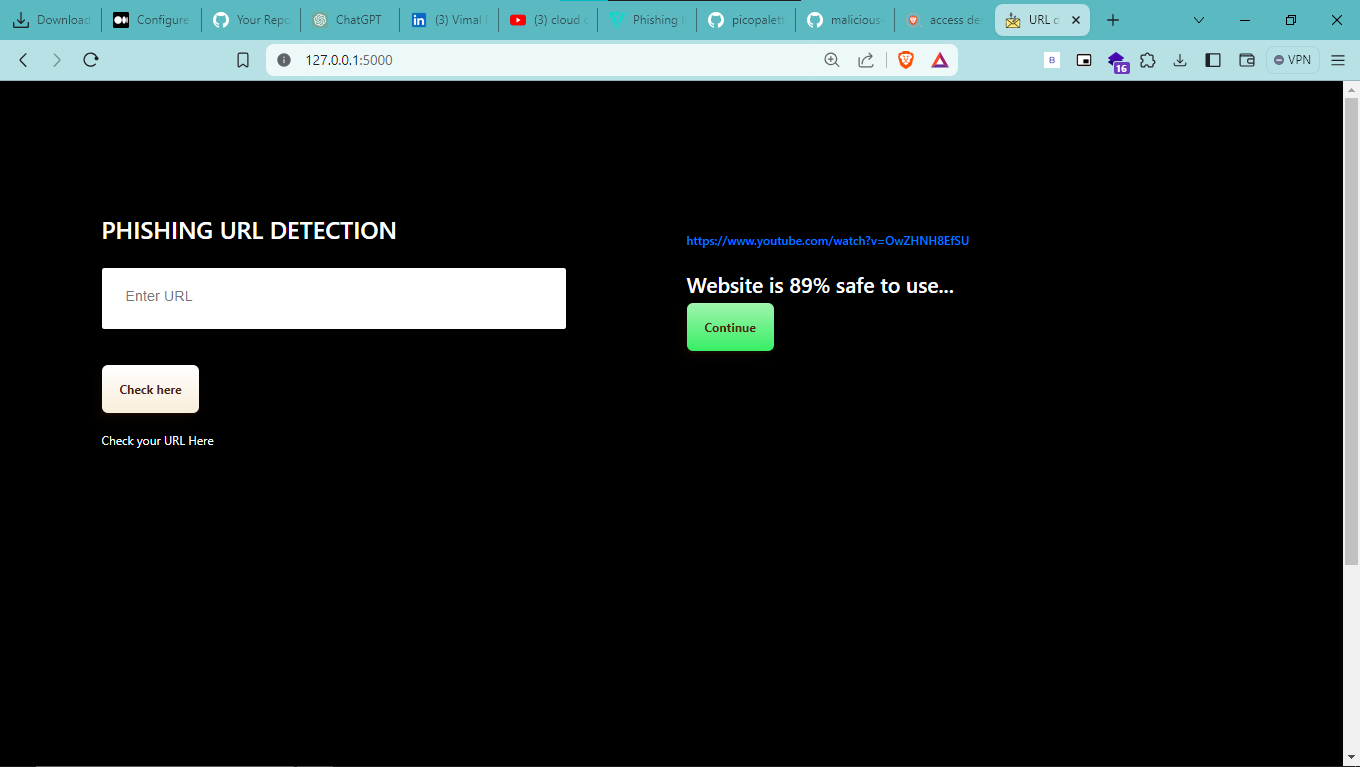 Download
Configure
Your Repo
ChatGPT
(3) Vimal
(3) cloud
Phishing
picopalett
malicious-
access de
URL d
127.0.0.1:5000
B
16
VPN
PHISHING URL DETECTION
Enter URL
Check here
Check your URL Here
https://www.youtube.com/watch?v=OwZHNH8EfSU
Website is 89% safe to use...
Continue